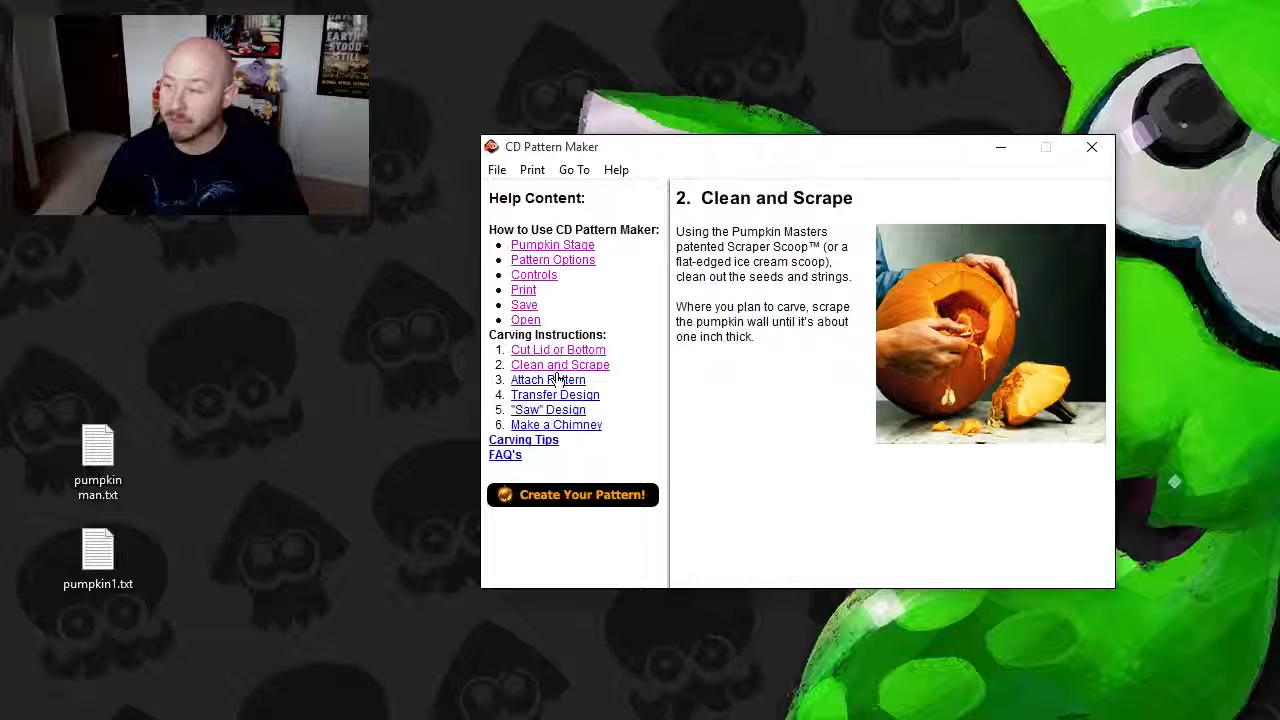 EARTH
STOOD
STILL
CD Pattern Maker
File Print Go To Help
Help Content:
How to Use CD Pattern Maker:
Pumpkin Stage
Pattern Options
Controls
Print
Save
Open
Carving Instructions:
1. Cut Lid or Bottom
2. Clean and Scrape
3. Attach Pattern
4. Transfer Design
5. "Saw" Design
6. Make a Chimney
Carving Tips
FAQ's
Create Your Pattern!
2. Clean and Scrape
Using the Pumpkin Masters
patented Scraper Scoop™ (or a
flat-edged ice cream scoop),
clean out the seeds and strings.
Where you plan to carve, scrape
the pumpkin wall until it's about
one inch thick.
pumpkin
man.txt
pumpkin1.txt